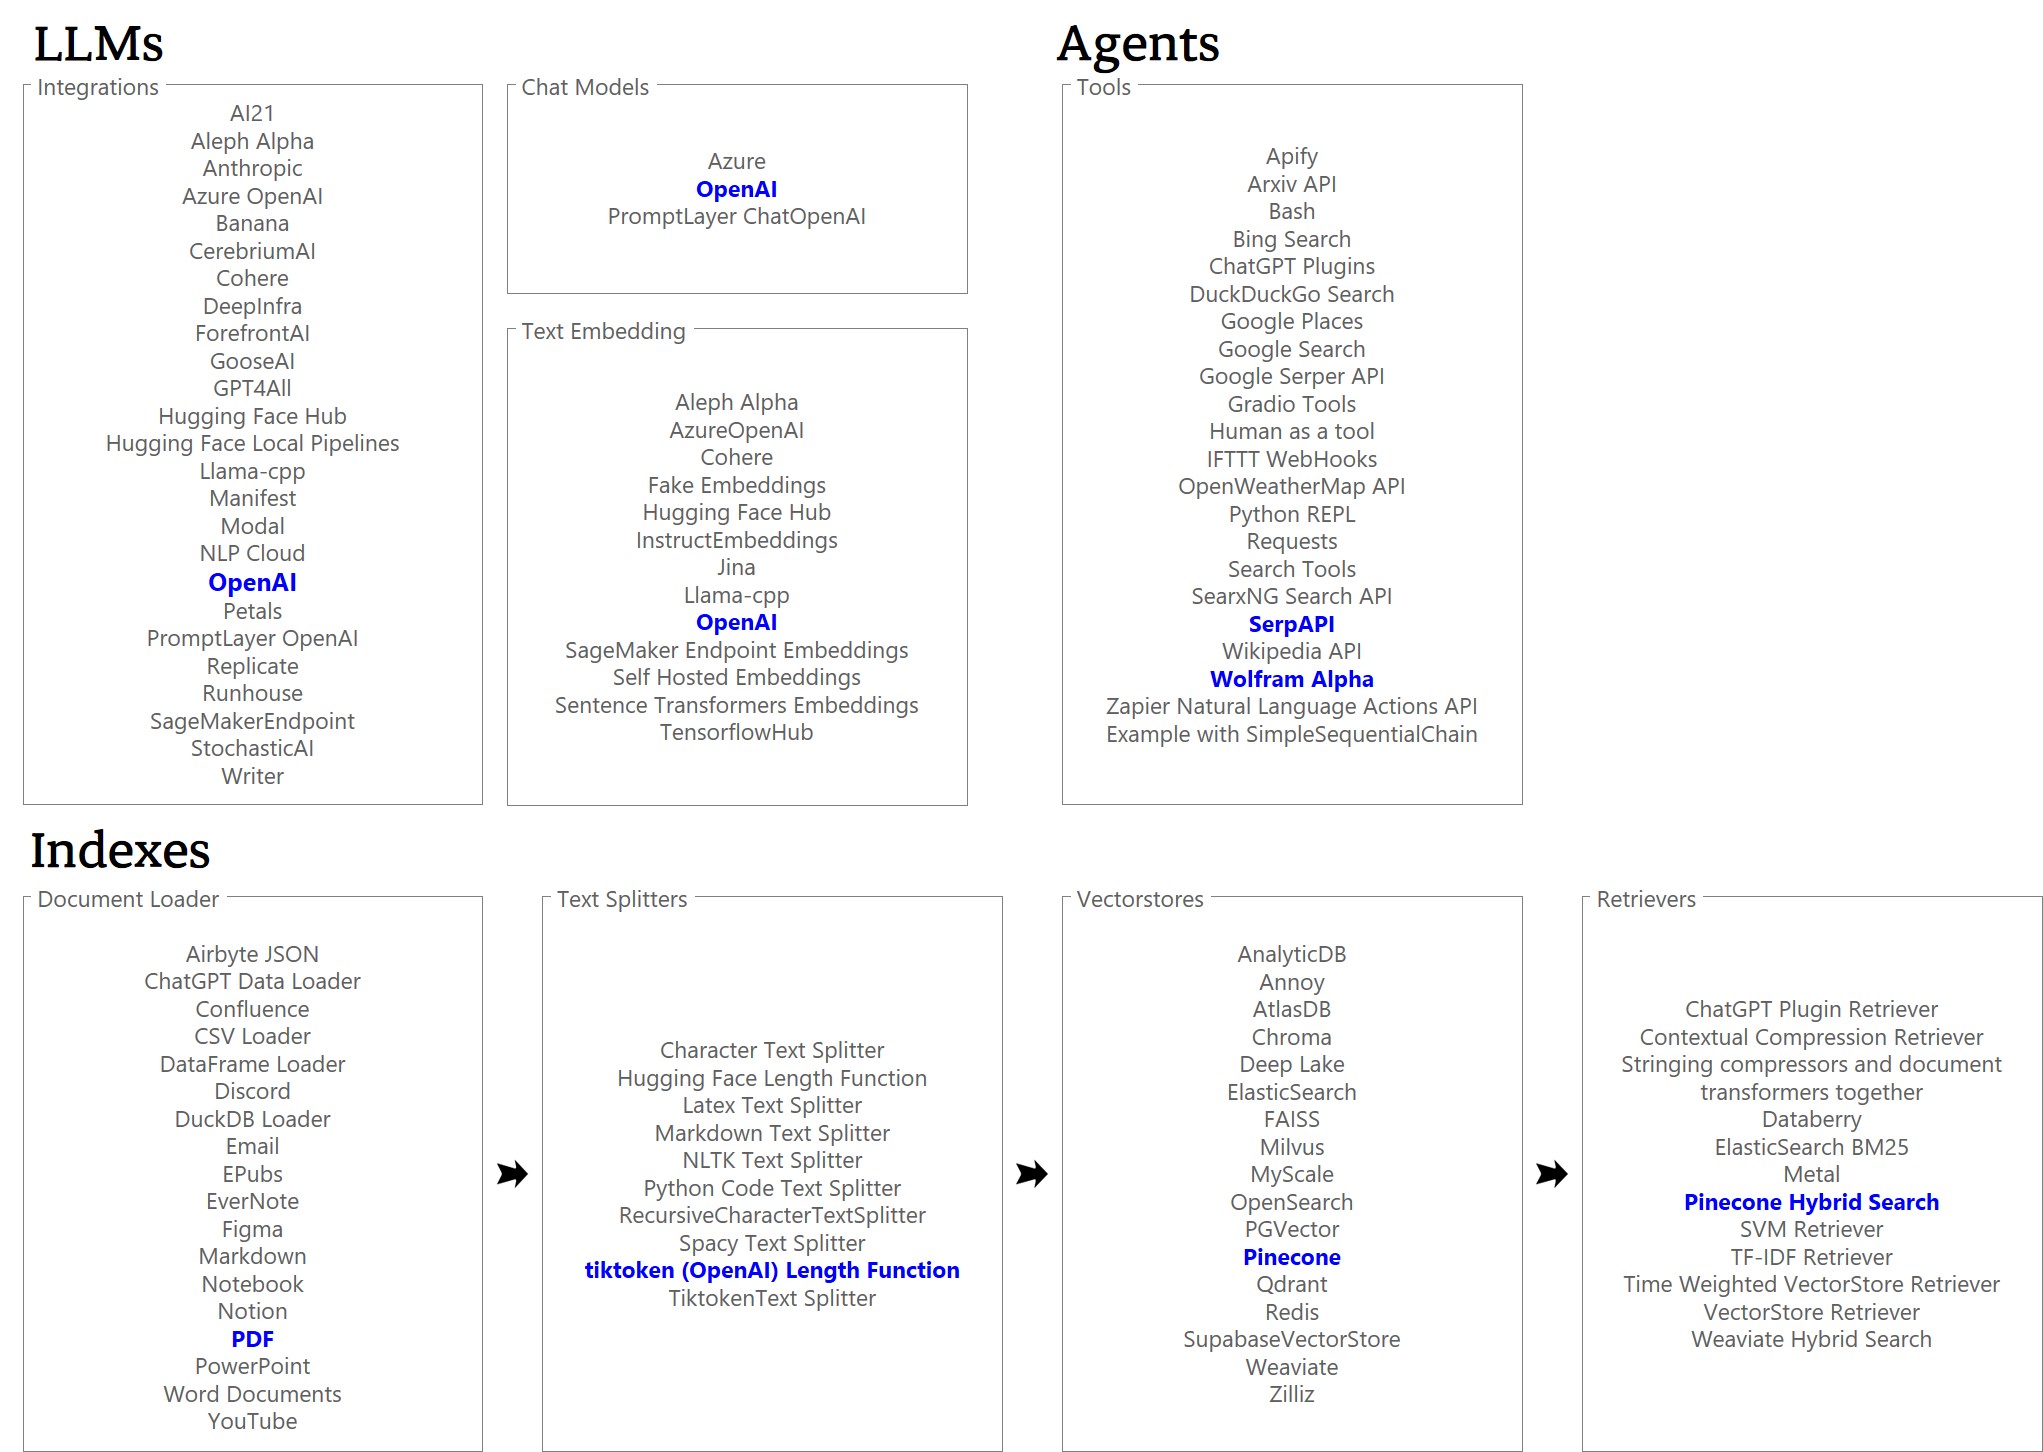 LLMs
Integrations
AI21
Aleph Alpha
Anthropic
Azure OpenAI
Banana
CerebriumAI
Cohere
DeepInfra
ForefrontAI
GooseAI
GPT4All
Hugging Face Hub
Hugging Face Local Pipelines
Llama-cpp
Manifest
Modal
NLP Cloud
OpenAI
Petals
PromptLayer OpenAI
Replicate
Runhouse
SageMakerEndpoint
StochasticAI
Writer
Chat Models
Azure
OpenAI
PromptLayer ChatOpenAI
Text Embedding
Aleph Alpha
AzureOpenAI
Cohere
Fake Embeddings
Hugging Face Hub
InstructEmbeddings
Jina
Llama-cpp
OpenAI
SageMaker Endpoint Embeddings
Self Hosted Embeddings
Sentence Transformers Embeddings
TensorflowHub
Agents
Tools
Apify
Arxiv API
Bash
Bing Search
ChatGPT Plugins
DuckDuckGo Search
Google Places
Google Search
Google Serper API
Gradio Tools
Human as a tool
IFTTT WebHooks
OpenWeatherMap API
Python REPL
Requests
Search Tools
SearxNG Search API
SerpAPI
Wikipedia API
Wolfram Alpha
Zapier Natural Language Actions API
Example with SimpleSequentialChain
Indexes
Document Loader
Airbyte JSON
ChatGPT Data Loader
Confluence
CSV Loader
DataFrame Loader
Discord
DuckDB Loader
Email
EPubs
EverNote
Figma
Markdown
Notebook
Notion
PDF
PowerPoint
Word Documents
YouTube
Text Splitters
Character Text Splitter
Hugging Face Length Function
Latex Text Splitter
Markdown Text Splitter
NLTK Text Splitter
Python Code Text Splitter
RecursiveCharacterTextSplitter
Spacy Text Splitter
tiktoken (OpenAI) Length Function
TiktokenText Splitter
Vectorstores
AnalyticDB
Annoy
AtlasDB
Chroma
Deep Lake
ElasticSearch
FAISS
Milvus
MyScale
OpenSearch
PGVector
Pinecone
Qdrant
Redis
SupabaseVectorStore
Weaviate
Zilliz
Retrievers
ChatGPT Plugin Retriever
Contextual Compression Retriever
Stringing compressors and document
transformers together
Databerry
ElasticSearch BM25
Metal
Pinecone Hybrid Search
SVM Retriever
TF-IDF Retriever
Time Weighted VectorStore Retriever
VectorStore Retriever
Weaviate Hybrid Search